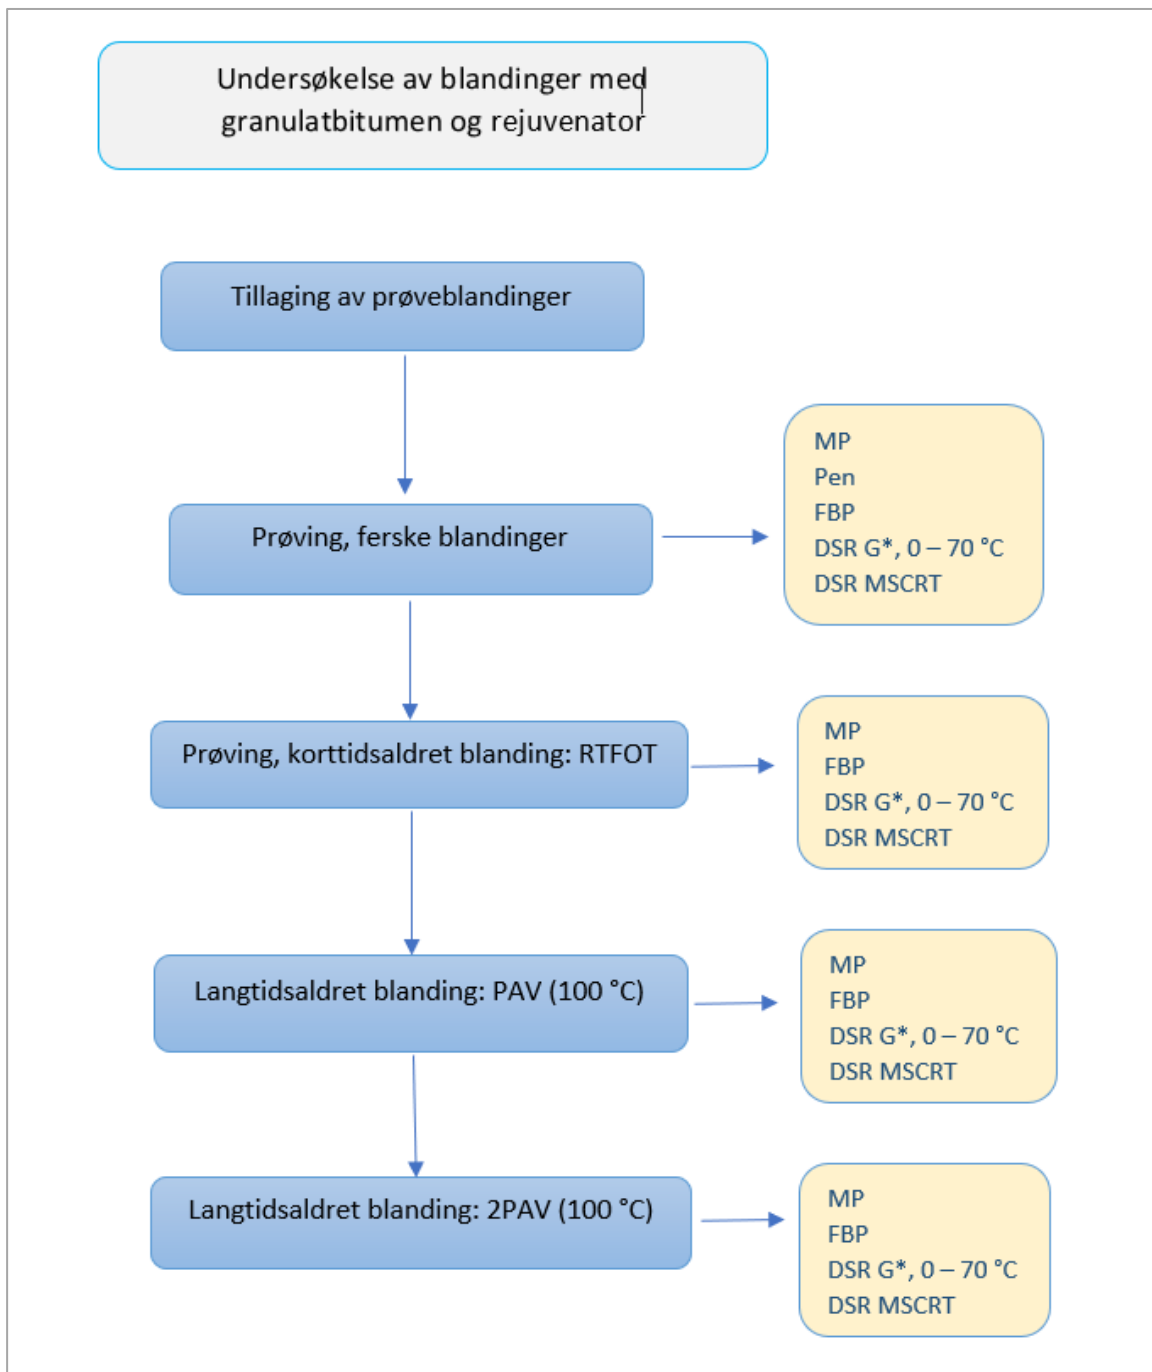 Undersøkelse av blandinger med
granulatbitumen og rejuvenator
Tillaging av prøveblandinger
Prøving, ferske blandinger
MP
Pen
FBP
DSR G*, 0 – 70 °C
DSR MSCRT
Prøving, korttidsaldret blanding: RTFOT
MP
FBP
DSR G*, 0 – 70 °C
DSR MSCRT
Langtidsaldret blanding: PAV (100 °C)
MP
FBP
DSR G*, 0 – 70 °C
DSR MSCRT
Langtidsaldret blanding: 2PAV (100 °C)
MP
FBP
DSR G*, 0 – 70 °C
DSR MSCRT